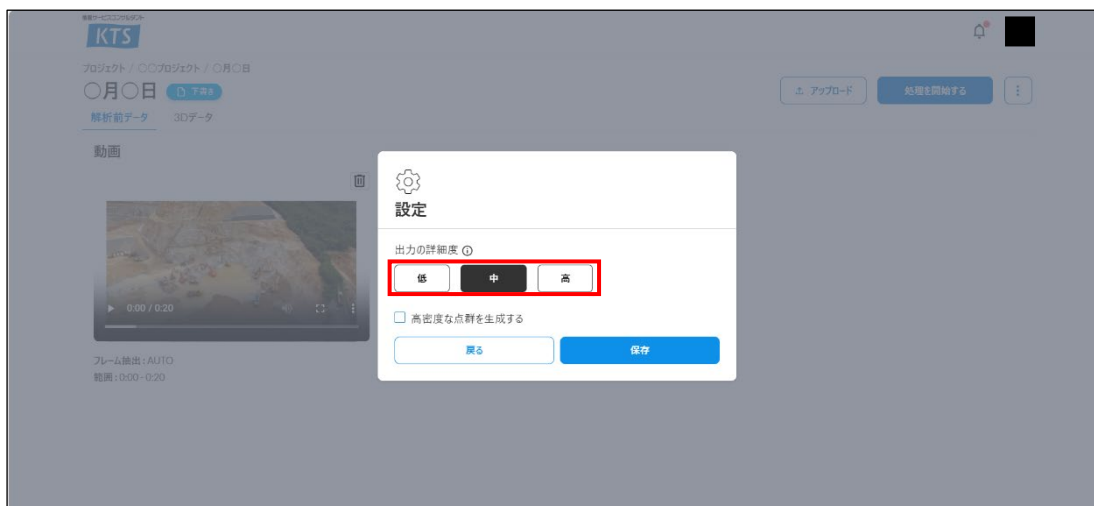 KTS
プロジェクト / 〇〇プロジェクト / 〇月〇日
〇月〇日 下書き
アップロード
処理を開始する
解析前データ 3Dデータ
動画
設定
出力の詳細度
低 中 高
0:00 / 0:20
高密度な点群を生成する
戻る 保存
フレーム抽出 : AUTO
範囲 : 0:00 - 0:20